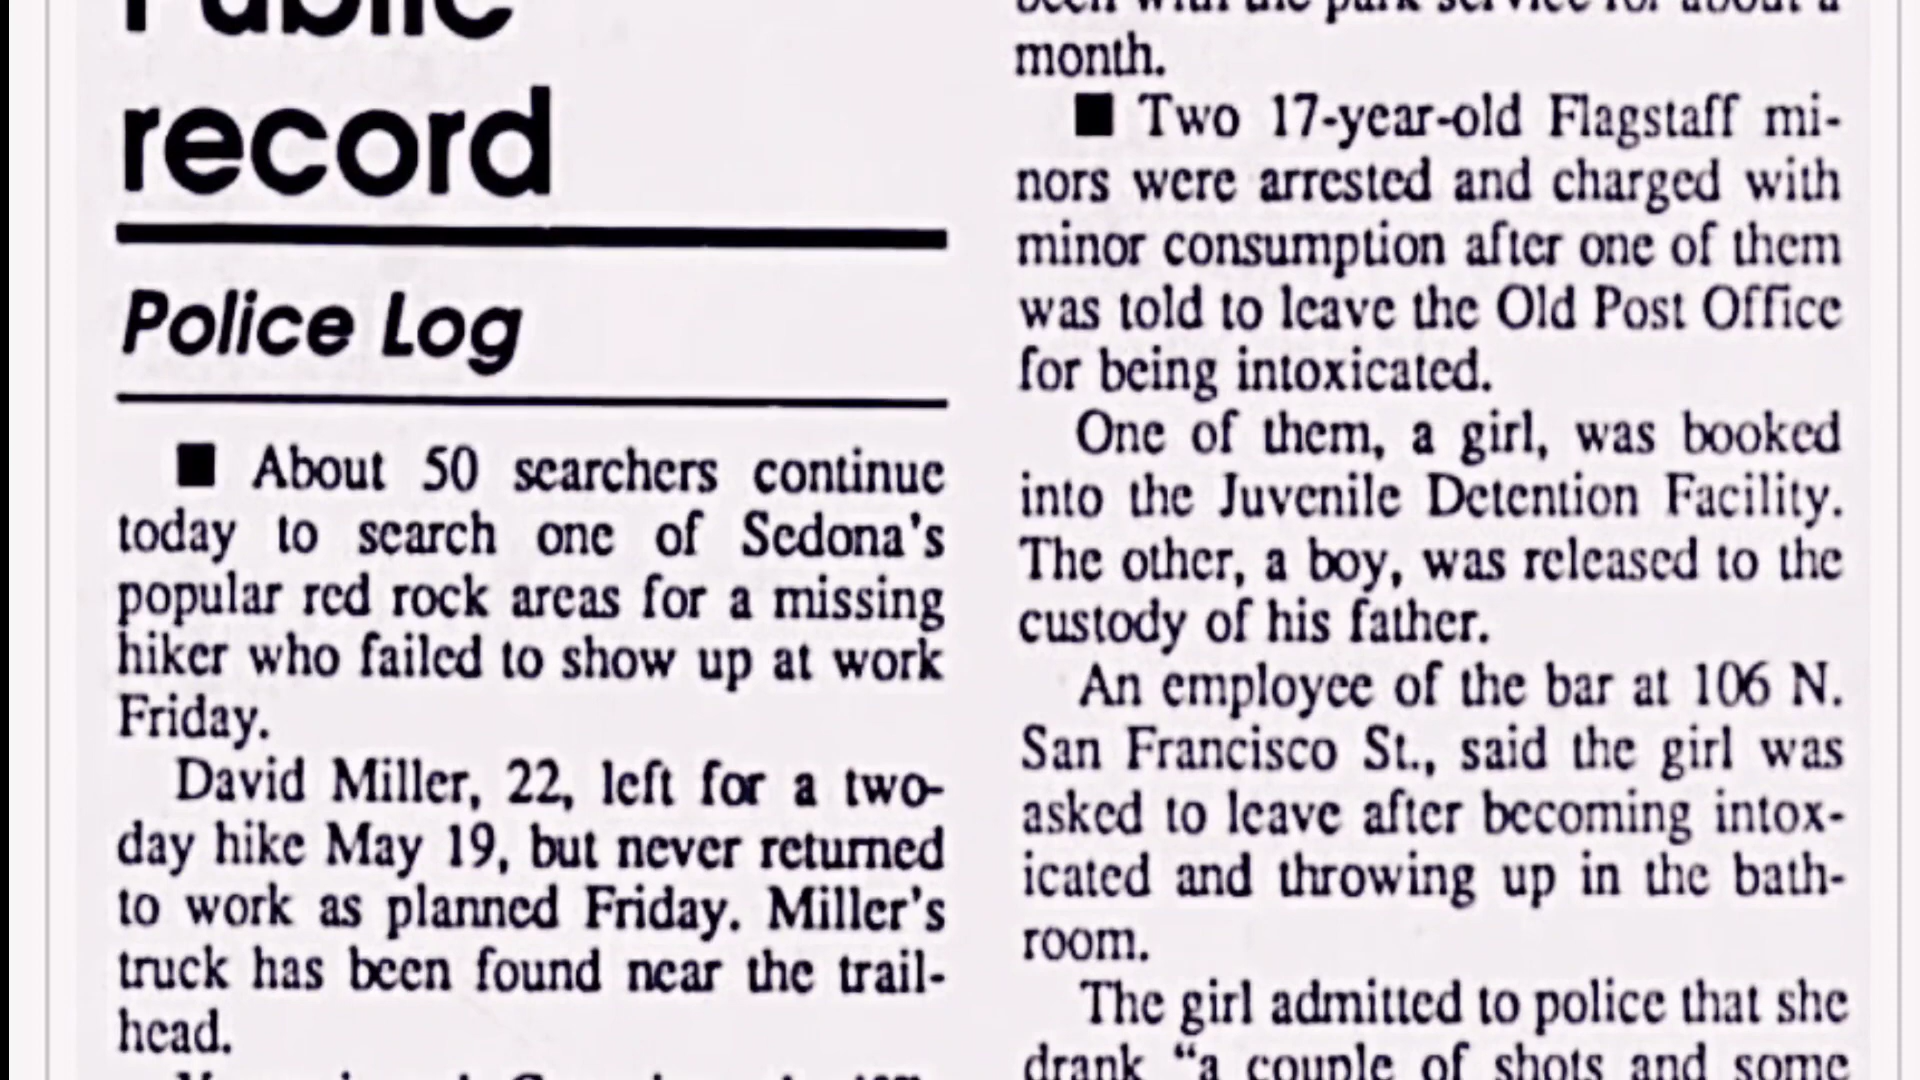 Public
record
Police Log
■ About 50 searchers continue
today to search one of Sedona's
popular red rock areas for a missing
hiker who failed to show up at work
Friday.
David Miller, 22, left for a two-
day hike May 19, but never returned
to work as planned Friday. Miller's
truck has been found near the trail-
head.
been with the park service for about a
month.
■ Two 17-year-old Flagstaff mi-
nors were arrested and charged with
minor consumption after one of them
was told to leave the Old Post Office
for being intoxicated.
One of them, a girl, was booked
into the Juvenile Detention Facility.
The other, a boy, was released to the
custody of his father.
An employee of the bar at 106 N.
San Francisco St., said the girl was
asked to leave after becoming intox-
icated and throwing up in the bath-
room.
The girl admitted to police that she
drank "a couple of shots and some